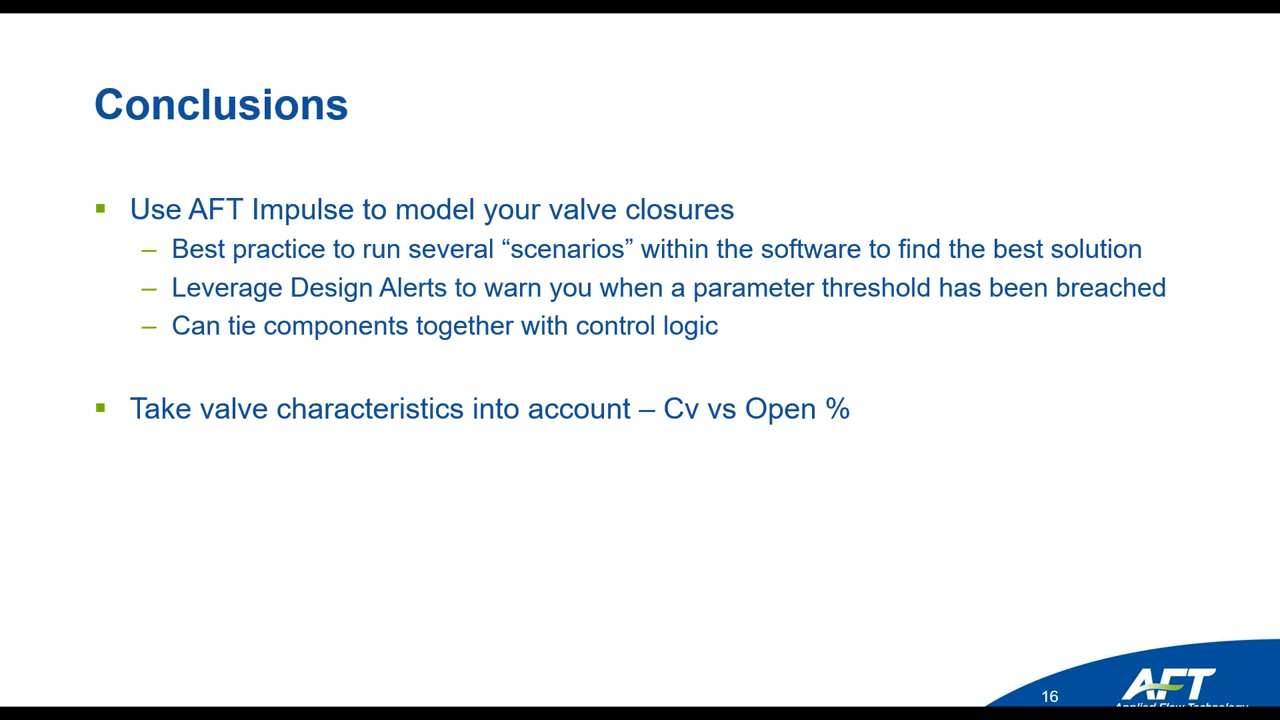 Conclusions
▪ Use AFT Impulse to model your valve closures
– Best practice to run several “scenarios” within the software to find the best solution
– Leverage Design Alerts to warn you when a parameter threshold has been breached
– Can tie components together with control logic
▪ Take valve characteristics into account – Cv vs Open %
16
AFT
Applied Flow Technology